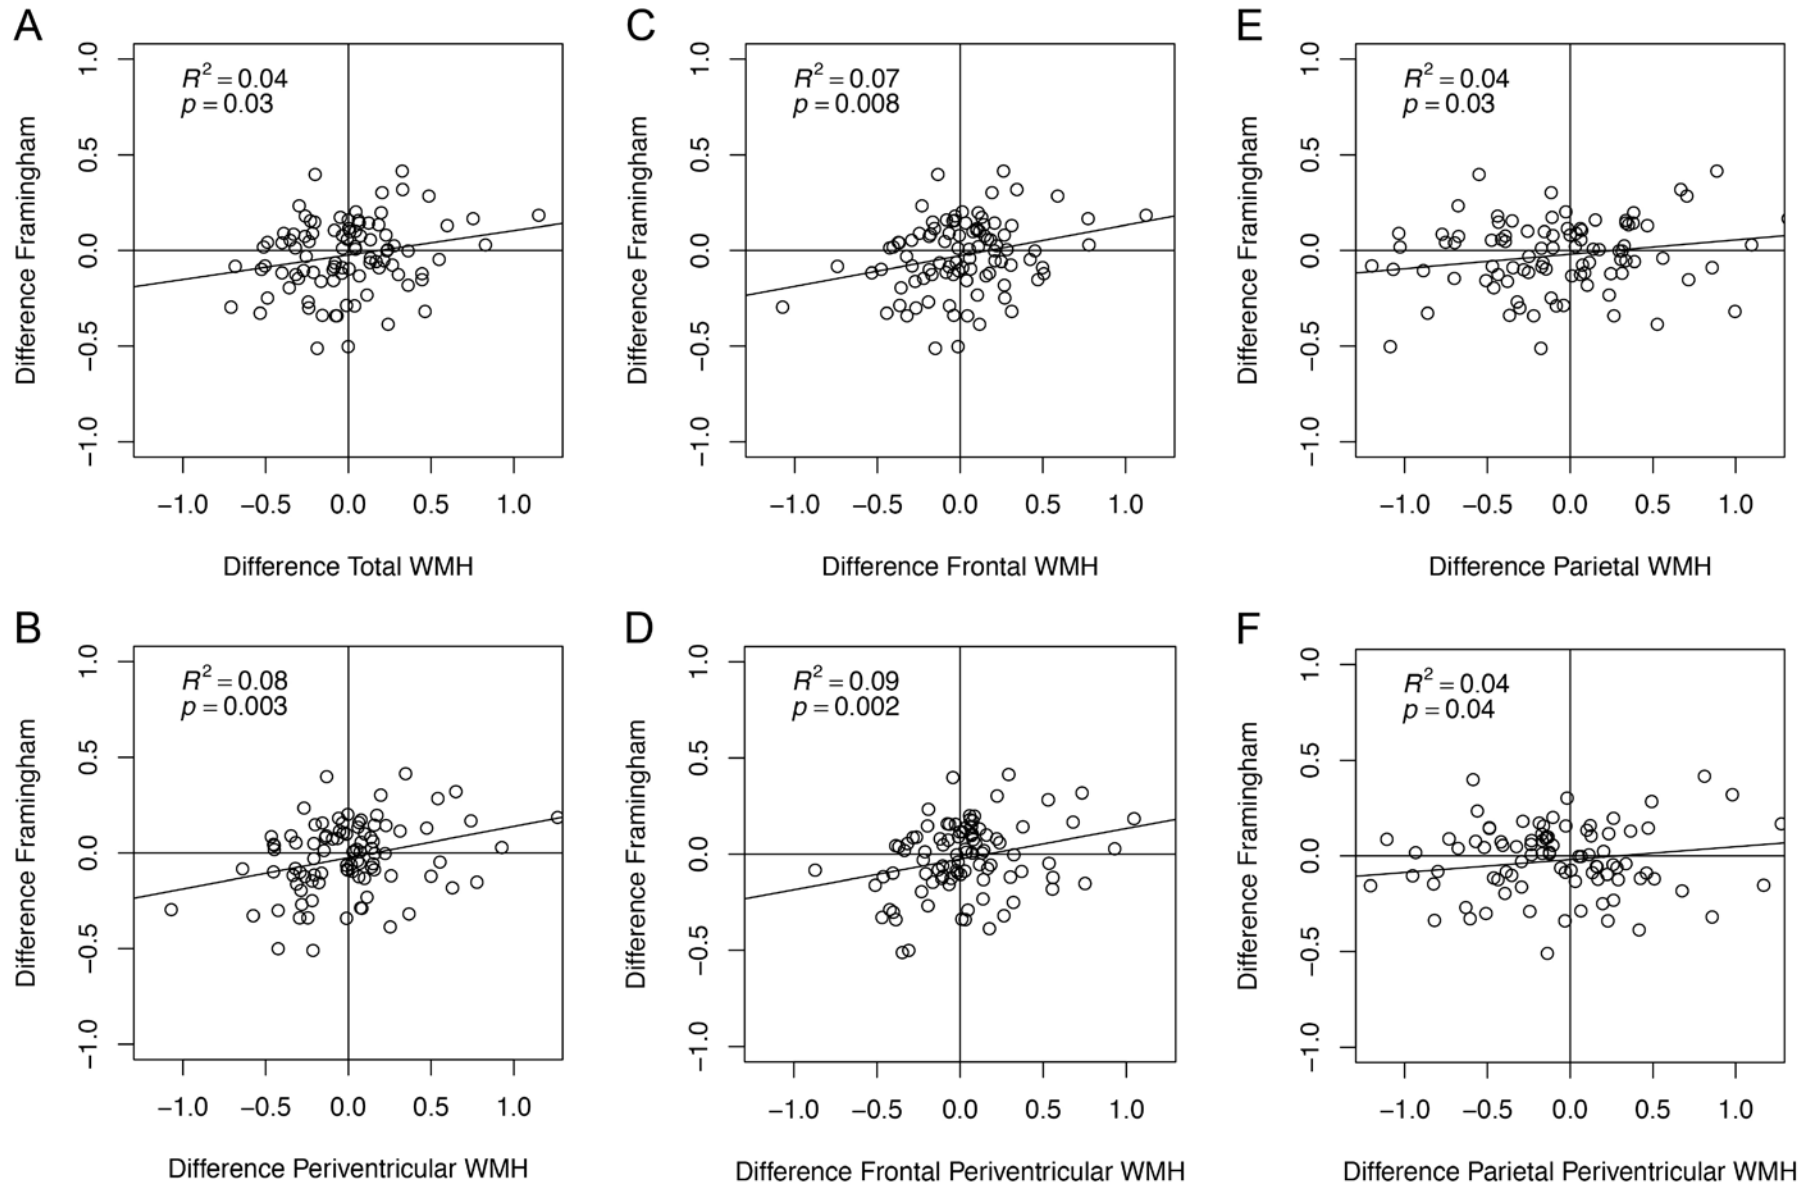 A
R² = 0.04
p = 0.03
Difference Framingham
1.0
0.5
0.0
−0.5
−1.0
−1.0 −0.5 0.0 0.5 1.0
Difference Total WMH
C
R² = 0.07
p = 0.008
Difference Framingham
1.0
0.5
0.0
−0.5
−1.0
−1.0 −0.5 0.0 0.5 1.0
Difference Frontal WMH
E
R² = 0.04
p = 0.03
Difference Framingham
1.0
0.5
0.0
−0.5
−1.0
−1.0 −0.5 0.0 0.5 1.0
Difference Parietal WMH
B
R² = 0.08
p = 0.003
Difference Framingham
1.0
0.5
0.0
−0.5
−1.0
−1.0 −0.5 0.0 0.5 1.0
Difference Periventricular WMH
D
R² = 0.09
p = 0.002
Difference Framingham
1.0
0.5
0.0
−0.5
−1.0
−1.0 −0.5 0.0 0.5 1.0
Difference Frontal Periventricular WMH
F
R² = 0.04
p = 0.04
Difference Framingham
1.0
0.5
0.0
−0.5
−1.0
−1.0 −0.5 0.0 0.5 1.0
Difference Parietal Periventricular WMH